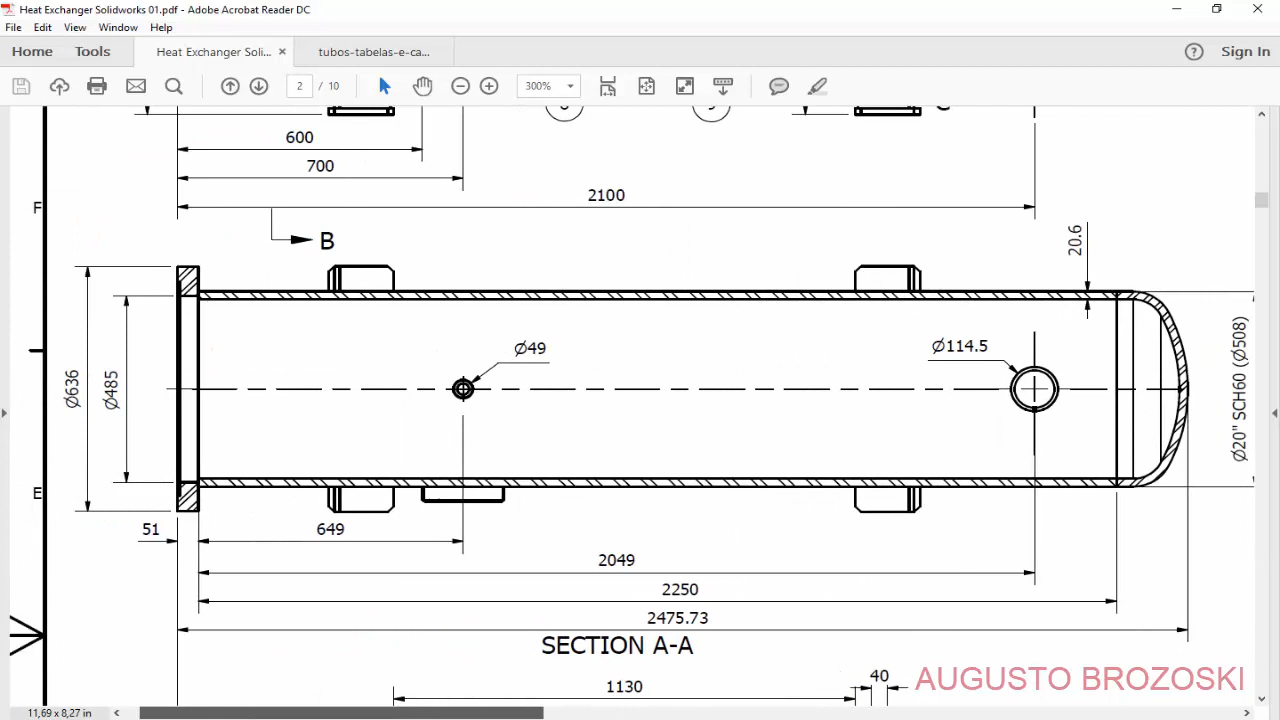 Heat Exchanger Solidworks 01.pdf - Adobe Acrobat Reader DC
File Edit View Window Help
Home Tools Heat Exchanger Soli... × tubos-tabelas-e-ca... Sign In
2 / 10 300%
600
700
2100
F
B
20.6
Ø636
Ø485
Ø49
Ø114.5
Ø20" SCH60 (Ø508)
E
51
649
2049
2250
2475.73
SECTION A-A
40
1130
AUGUSTO BROZOSKI
11,69 x 8,27 in